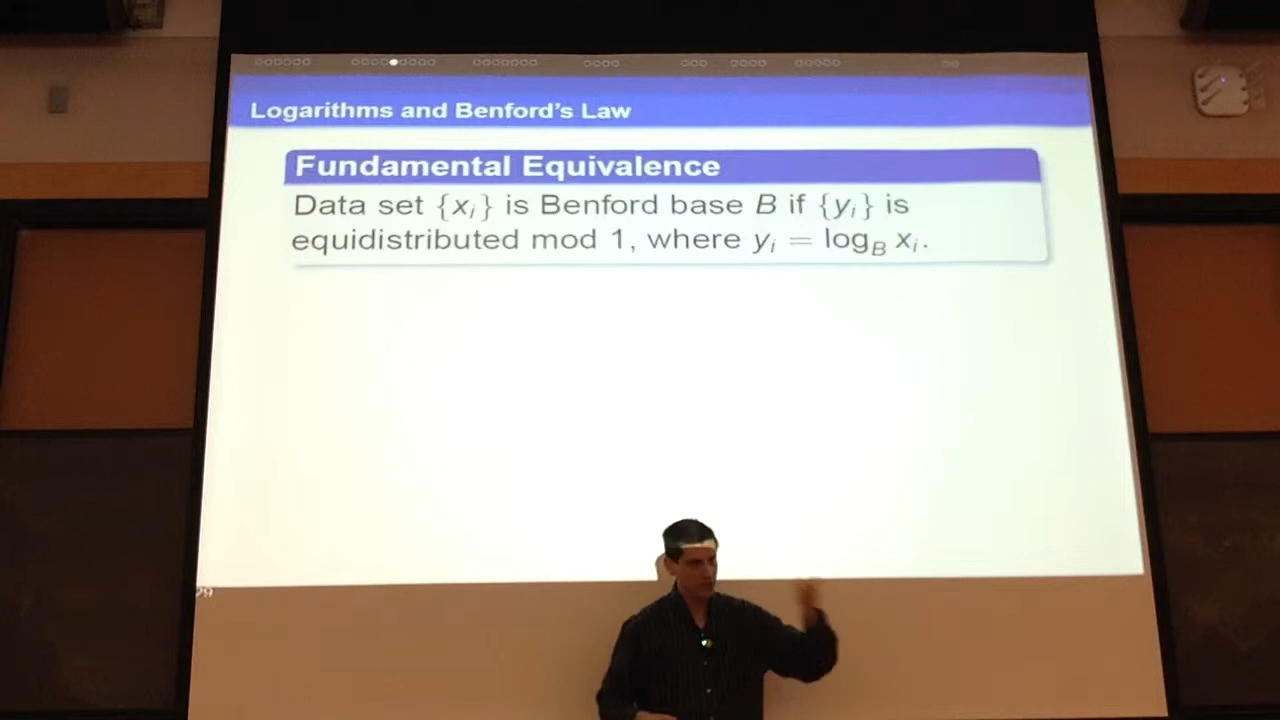 Logarithms and Benford's Law
Fundamental Equivalence
Data set {xᵢ} is Benford base B if {yᵢ} is
equidistributed mod 1, where yᵢ = log_B xᵢ.
29